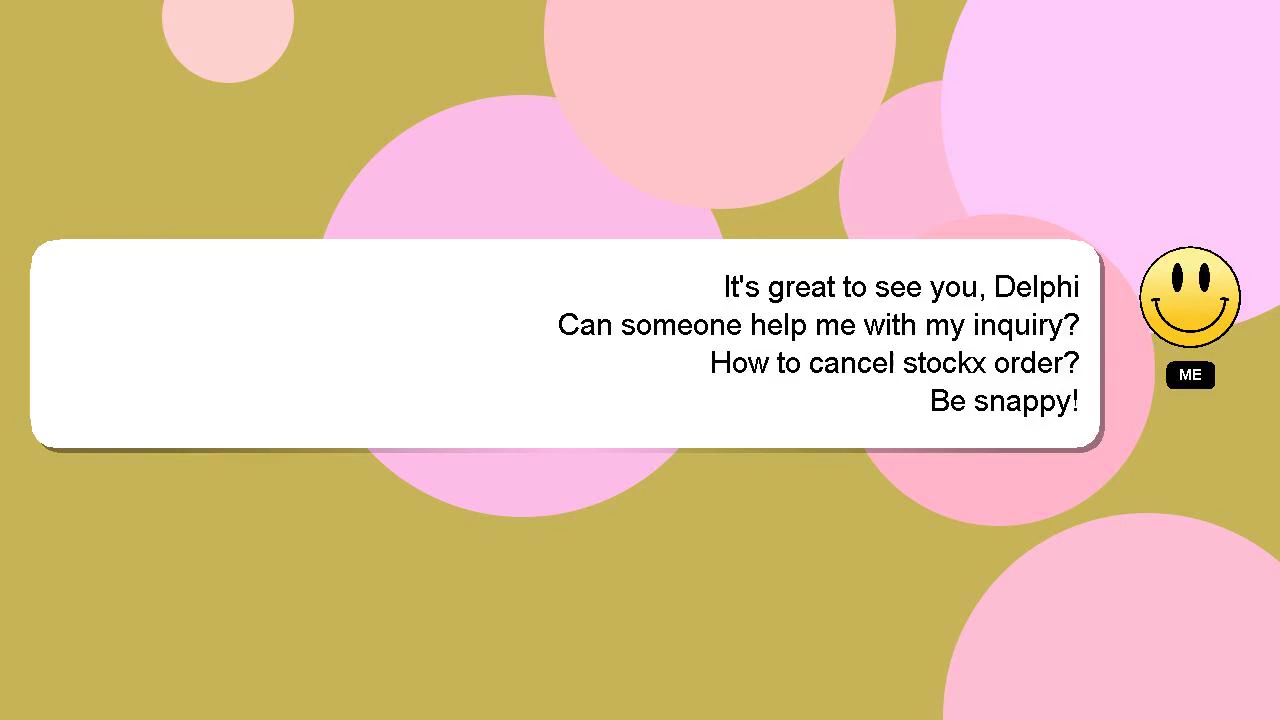 It's great to see you, Delphi
Can someone help me with my inquiry?
How to cancel stockx order?
Be snappy!
ME